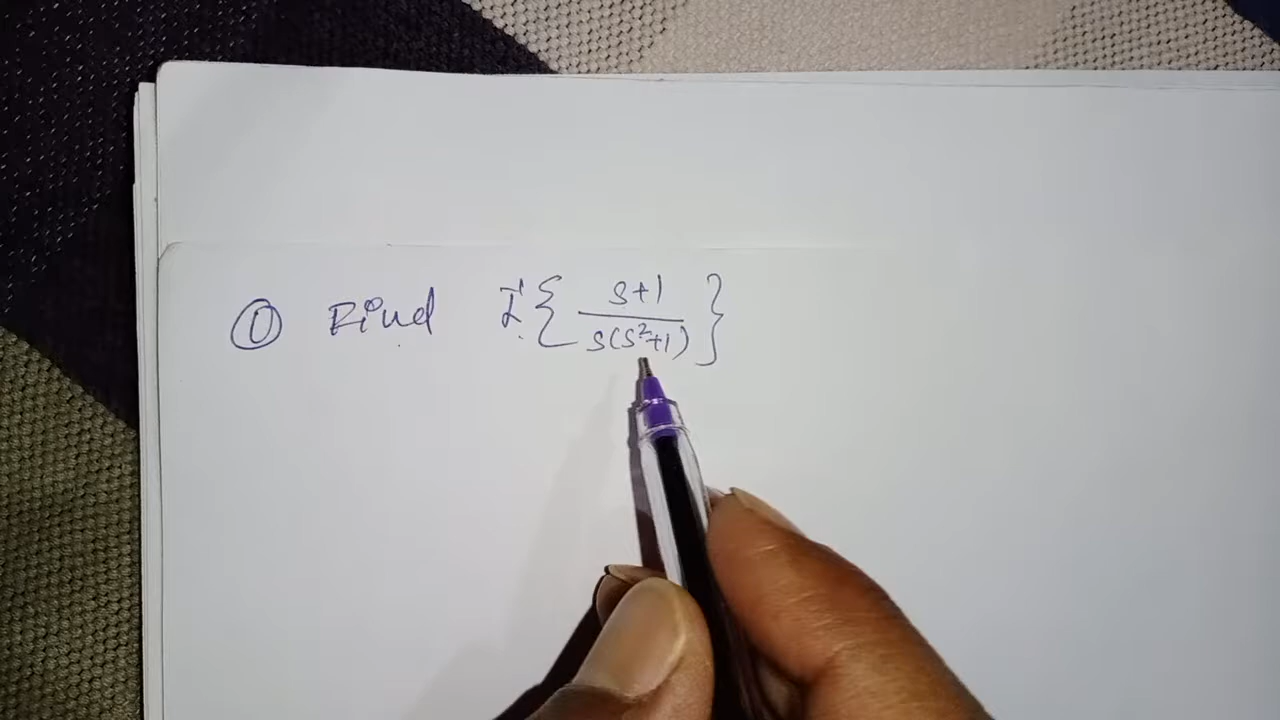 ① Find L⁻¹{ s+1 / s(s²+1) }